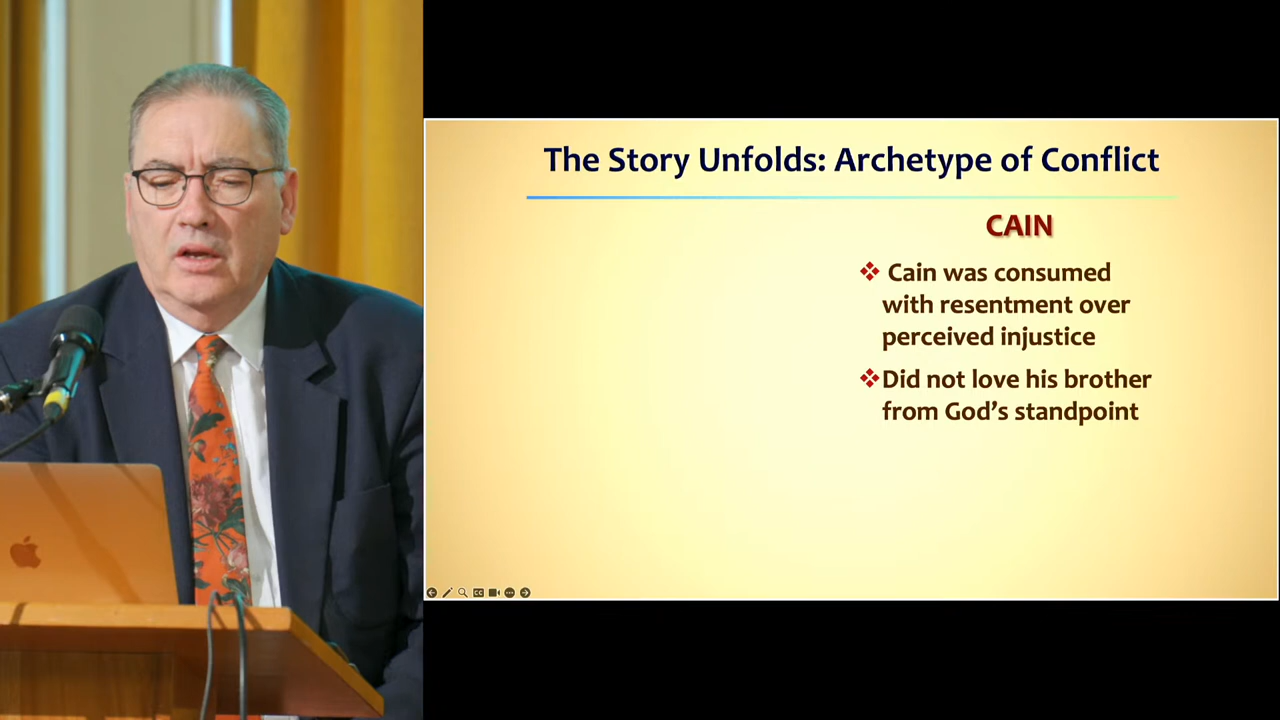 The Story Unfolds: Archetype of Conflict
CAIN
❖ Cain was consumed
with resentment over
perceived injustice
❖Did not love his brother
from God’s standpoint